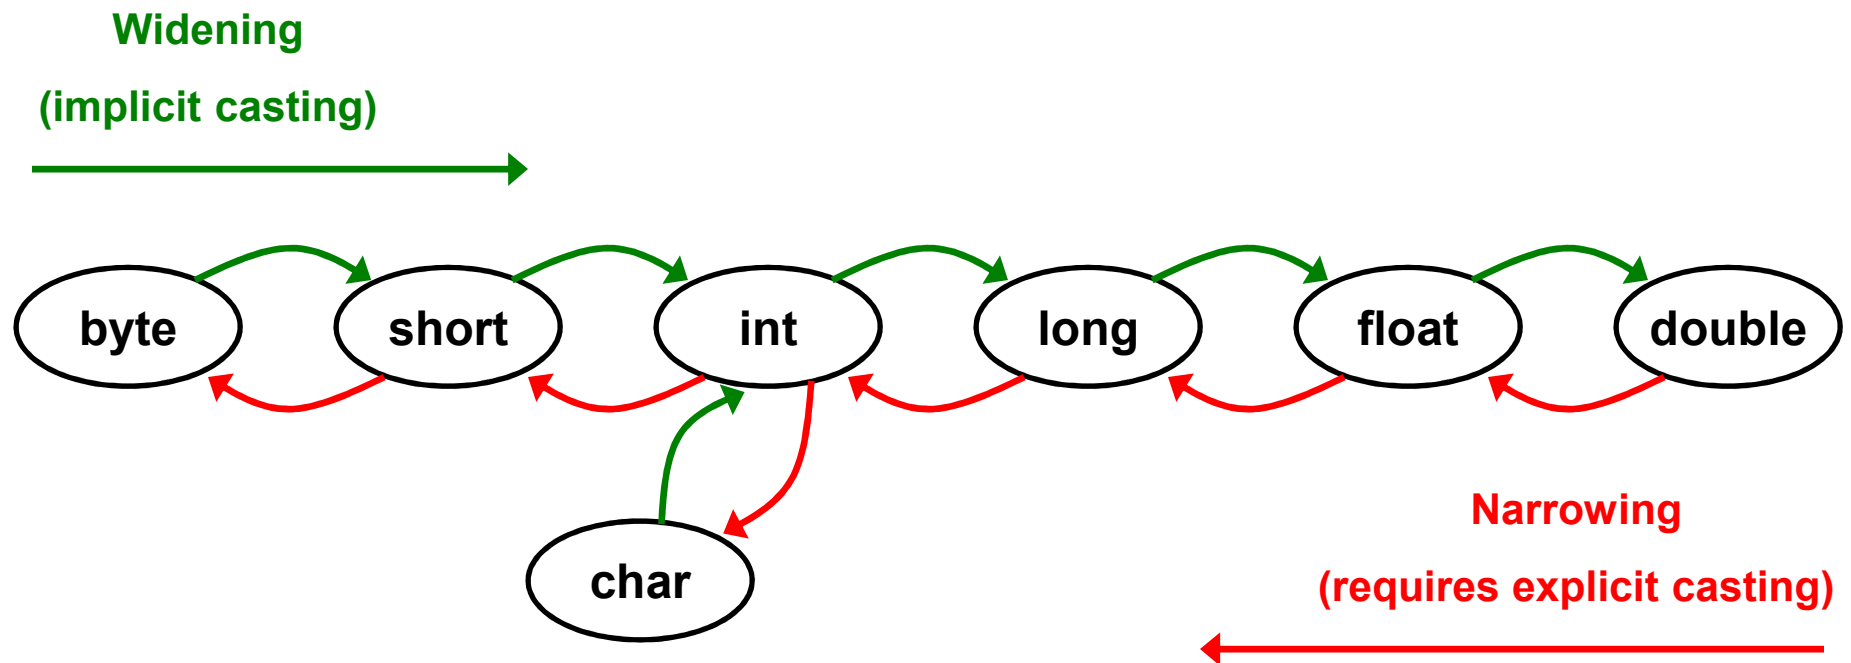 Widening
(implicit casting)
byte
short
int
long
float
double
char
Narrowing
(requires explicit casting)